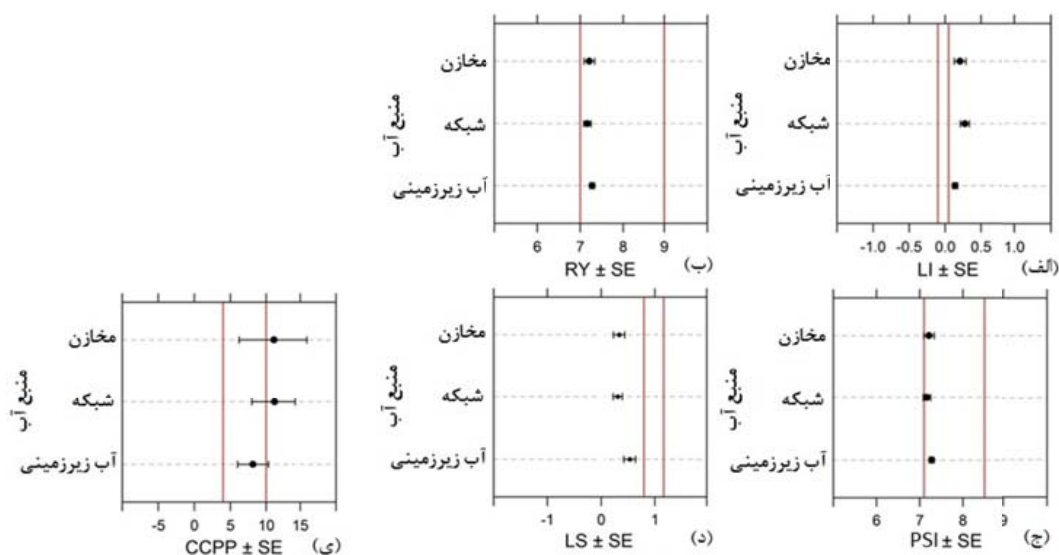 مخازن
شبکه
آب زیرزمینی
منبع آب
-1.0 -0.5 0.0 0.5 1.0
LI ± SE
(الف)
مخازن
شبکه
آب زیرزمینی
منبع آب
6 7 8 9
RY ± SE
(ب)
مخازن
شبکه
آب زیرزمینی
منبع آب
6 7 8 9
PSI ± SE
(ج)
مخازن
شبکه
آب زیرزمینی
منبع آب
-1 0 1
LS ± SE
(د)
مخازن
شبکه
آب زیرزمینی
منبع آب
-5 0 5 10 15
CCPP ± SE
(ی)